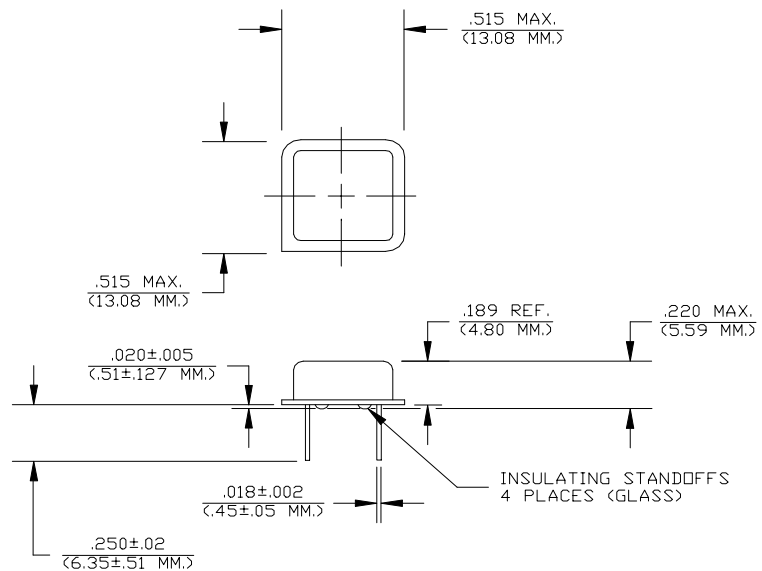 .515 MAX.
(13.08 MM.)
.515 MAX.
(13.08 MM.)
.189 REF.
(4.80 MM.)
.220 MAX.
(5.59 MM.)
.020±.005
(.51±.127 MM.)
INSULATING STANDOFFS
4 PLACES (GLASS)
.018±.002
(.45±.05 MM.)
.250±.02
(6.35±.51 MM.)